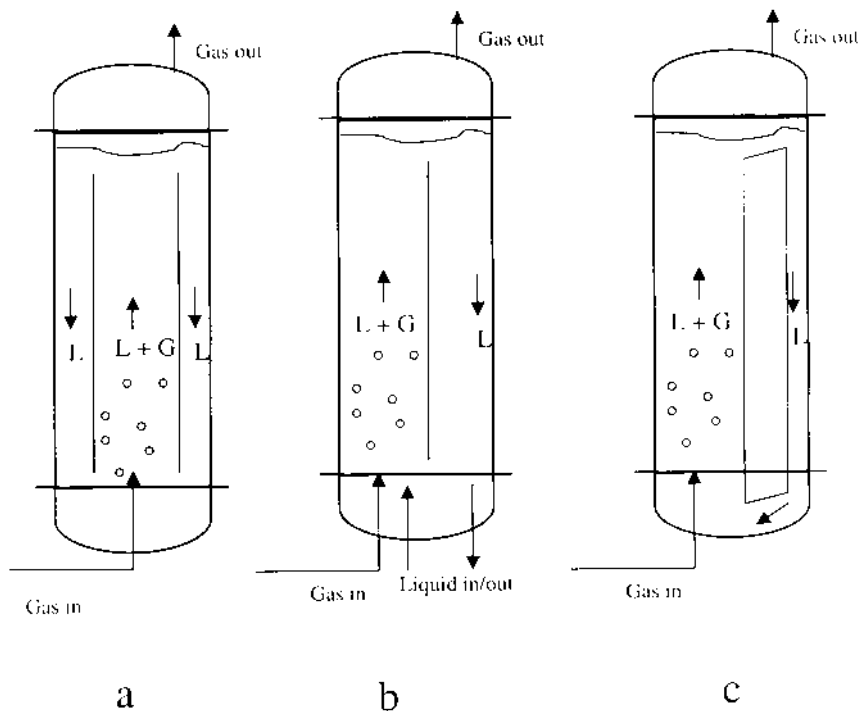 Gas out
Gas out
Gas out
L
L + G
L
L + G
L
L + G
L
Gas in
Gas in
Liquid in/out
Gas in
a
b
c